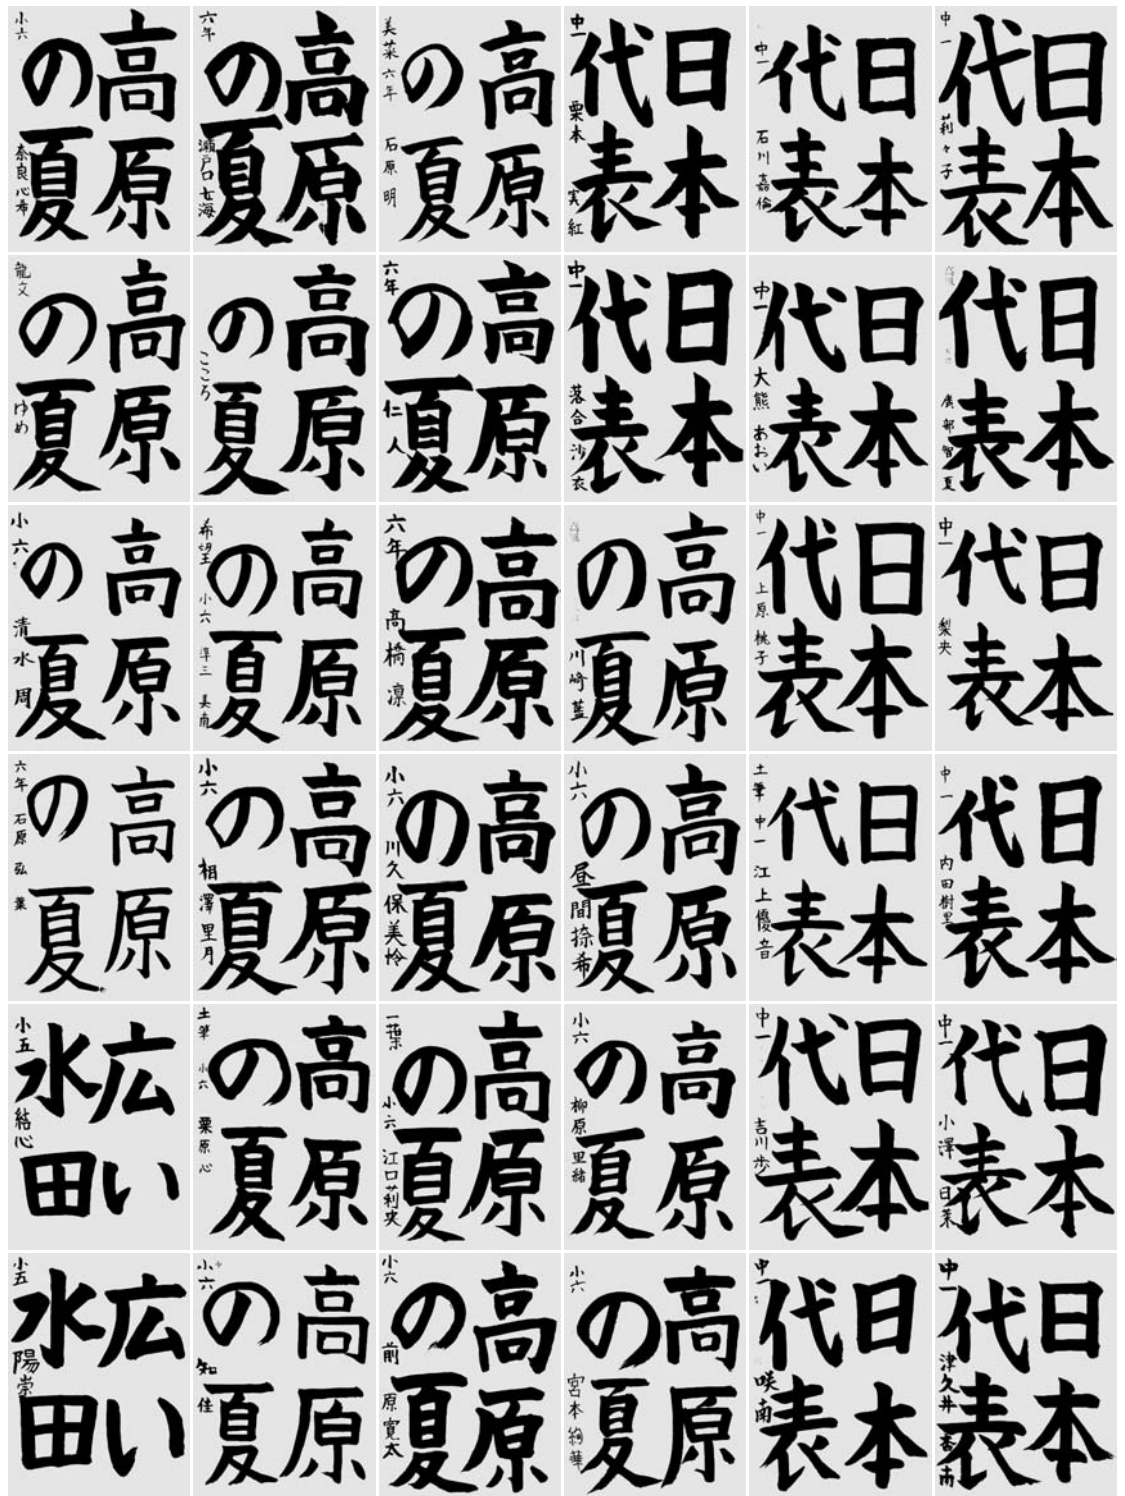 高原
の夏
小六 奈良心希
高原
の夏
六年 瀬戸口
高原
の夏
美菜 六年 石原 明
日本
代表
中一 栗本 実紅
日本
代表
中一 石川 嘉倫
日本
代表
中一 莉々子
高原
の夏
龍文 ゆめ
高原
の夏
こころ
高原
の夏
六年 仁人
日本
代表
中一 落合 沙衣
日本
代表
中一 大熊 あおい
日本
代表
廣部智夏
高原
の夏
小六 清水 周
高原
の夏
希望 小六 美南
高原
の夏
六年 高橋 凛
高原
の夏
川崎藍
日本
代表
中一 上原 桃子
日本
代表
中一 梨央
高原
の夏
六年 石原 弘葉
高原
の夏
小六 相澤里月
高原
の夏
小六 川久保美怜
高原
の夏
小六 昼間捺希
日本
代表
土筆 中一 江上優音
日本
代表
中一 内田樹里
広い
水田
小五 結心
高原
の夏
土筆 小六 栗原 心
高原
の夏
一葉 小六 江口莉央
高原
の夏
小六 柳原里緒
日本
代表
中一 吉川歩
日本
代表
中一 小澤 日菜
広い
水田
小五 陽崇
高原
の夏
小六 知佳
高原
の夏
小六 前原寛太
高原
の夏
小六 宮本絢華
日本
代表
中一 咲南
日本
代表
中一 津久井杏南